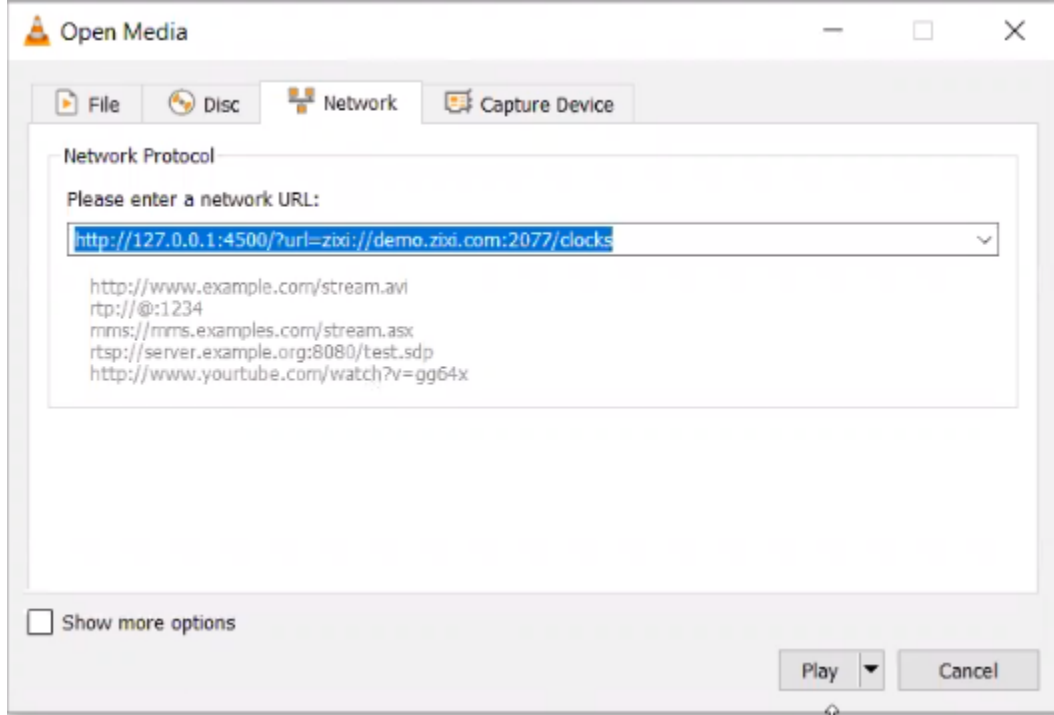 Open Media
File Disc Network Capture Device
Network Protocol
Please enter a network URL:
http://127.0.0.1:4500/?url=zixi://demo.zixi.com:2077/clocks
http://www.example.com/stream.avi
rtp://@:1234
mms://mms.examples.com/stream.asx
rtsp://server.example.org:8080/test.sdp
http://www.yourtube.com/watch?v=gg64x
Show more options
Play Cancel